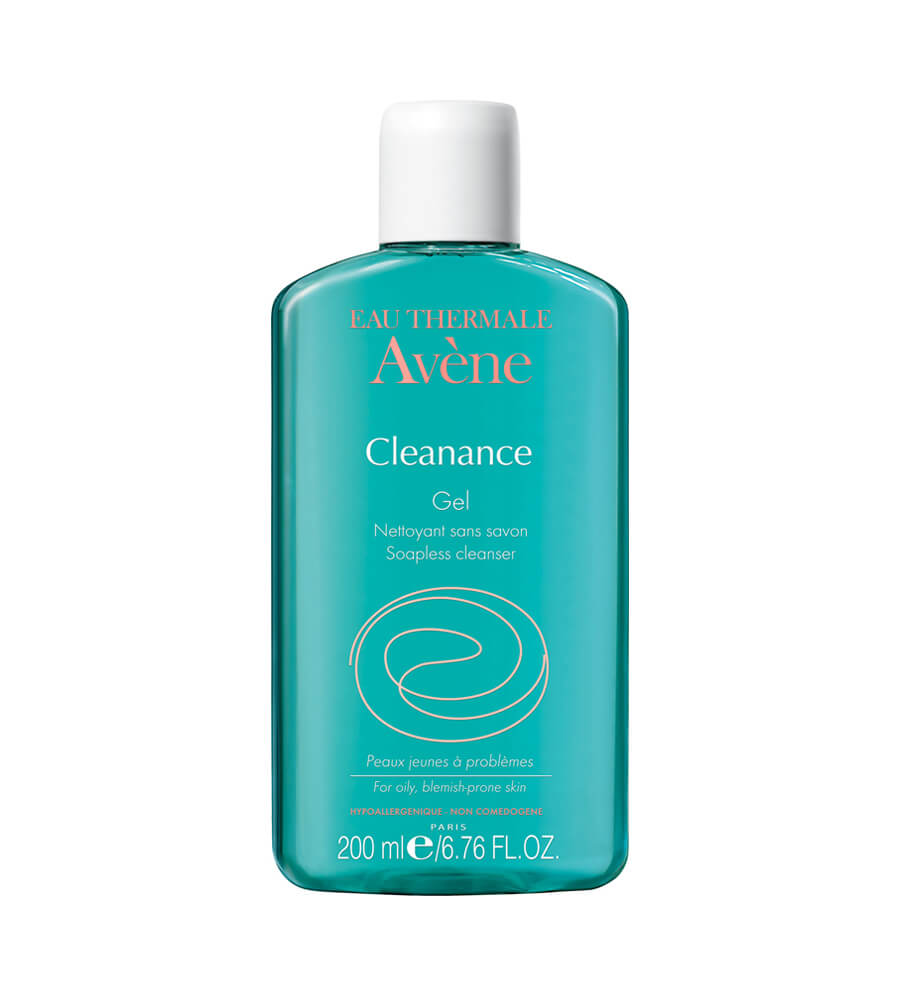 EAU THERMALE
Avène
Cleanance
Gel
Nettoyant sans savon
Soapless cleanser
Peaux jeunes à problèmes
For oily, blemish-prone skin
HYPOALLERGENIQUE - NON COMEDOGENE
PARIS
200 ml e/6.76 FL.OZ.